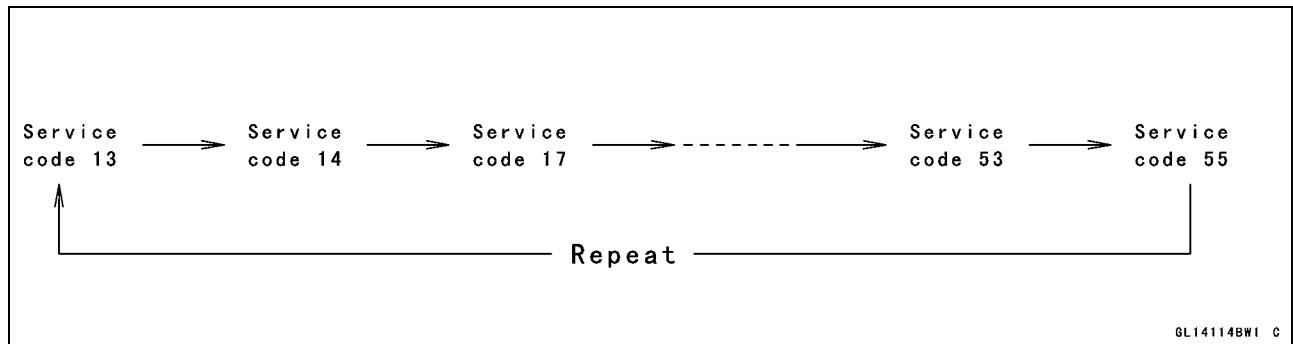 Service code 13
Service code 14
Service code 17
Service code 53
Service code 55
Repeat
GL14114BW1 C